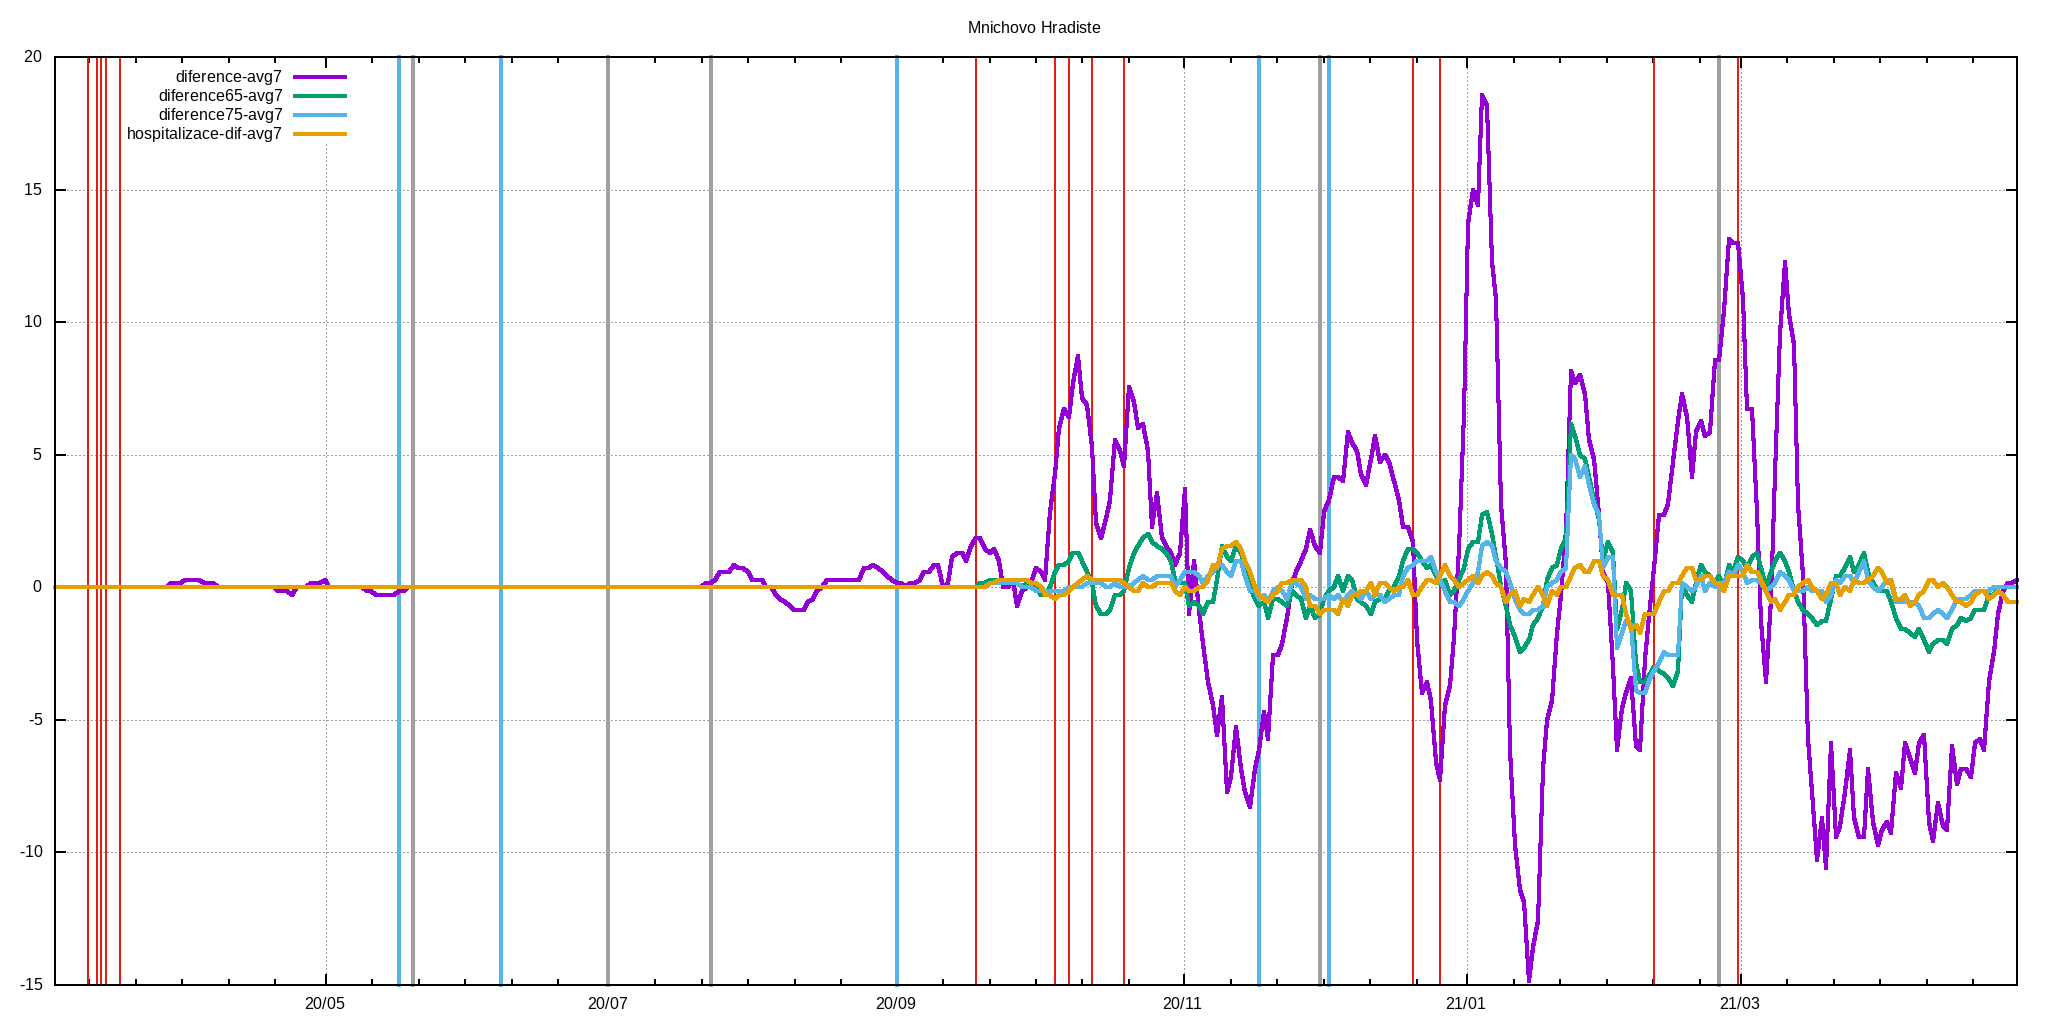 Mnichovo Hradiste
20
15
10
5
0
-5
-10
-15
diference-avg7
diference65-avg7
diference75-avg7
hospitalizace-dif-avg7
20/05
20/07
20/09
20/11
21/01
21/03